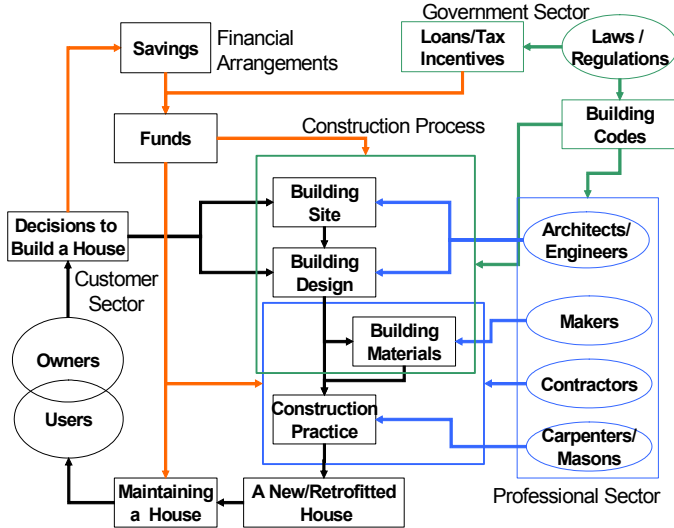 Government Sector
Savings
Financial
Arrangements
Loans/Tax
Incentives
Laws /
Regulations
Funds
Construction Process
Building
Codes
Building
Site
Decisions to
Build a House
Architects/
Engineers
Building
Design
Customer
Sector
Building
Materials
Makers
Owners
Contractors
Users
Construction
Practice
Carpenters/
Masons
Maintaining
a House
A New/Retrofitted
House
Professional Sector